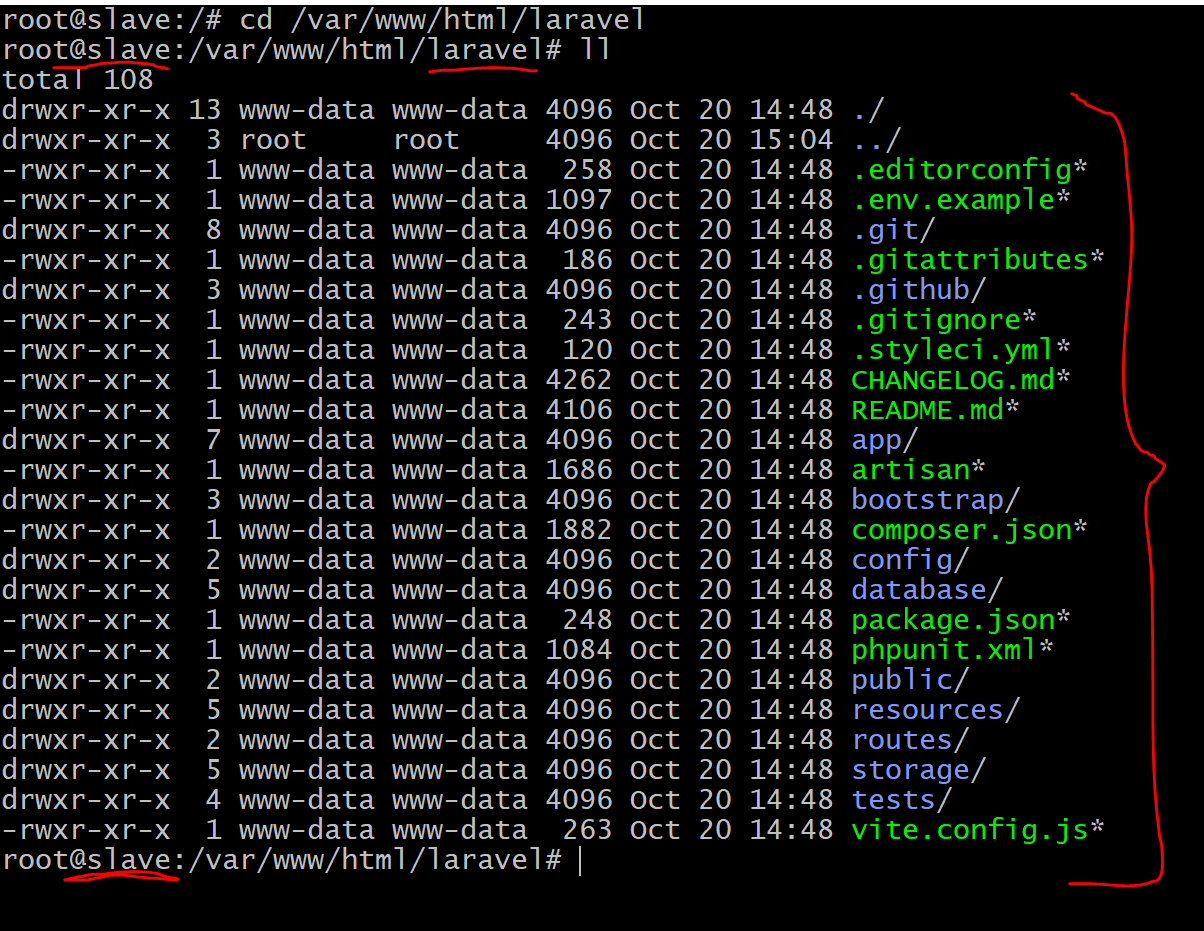 root@slave:/# cd /var/www/html/laravel
root@slave:/var/www/html/laravel# ll
total 108
drwxr-xr-x 13 www-data www-data 4096 Oct 20 14:48 ./
drwxr-xr-x  3 root     root     4096 Oct 20 15:04 ../
-rwxr-xr-x  1 www-data www-data  258 Oct 20 14:48 .editorconfig*
-rwxr-xr-x  1 www-data www-data 1097 Oct 20 14:48 .env.example*
drwxr-xr-x  8 www-data www-data 4096 Oct 20 14:48 .git/
-rwxr-xr-x  1 www-data www-data  186 Oct 20 14:48 .gitattributes*
drwxr-xr-x  3 www-data www-data 4096 Oct 20 14:48 .github/
-rwxr-xr-x  1 www-data www-data  243 Oct 20 14:48 .gitignore*
-rwxr-xr-x  1 www-data www-data  120 Oct 20 14:48 .styleci.yml*
-rwxr-xr-x  1 www-data www-data 4262 Oct 20 14:48 CHANGELOG.md*
-rwxr-xr-x  1 www-data www-data 4106 Oct 20 14:48 README.md*
drwxr-xr-x  7 www-data www-data 4096 Oct 20 14:48 app/
-rwxr-xr-x  1 www-data www-data 1686 Oct 20 14:48 artisan*
drwxr-xr-x  3 www-data www-data 4096 Oct 20 14:48 bootstrap/
-rwxr-xr-x  1 www-data www-data 1882 Oct 20 14:48 composer.json*
drwxr-xr-x  2 www-data www-data 4096 Oct 20 14:48 config/
drwxr-xr-x  5 www-data www-data 4096 Oct 20 14:48 database/
-rwxr-xr-x  1 www-data www-data  248 Oct 20 14:48 package.json*
-rwxr-xr-x  1 www-data www-data 1084 Oct 20 14:48 phpunit.xml*
drwxr-xr-x  2 www-data www-data 4096 Oct 20 14:48 public/
drwxr-xr-x  5 www-data www-data 4096 Oct 20 14:48 resources/
drwxr-xr-x  2 www-data www-data 4096 Oct 20 14:48 routes/
drwxr-xr-x  5 www-data www-data 4096 Oct 20 14:48 storage/
drwxr-xr-x  4 www-data www-data 4096 Oct 20 14:48 tests/
-rwxr-xr-x  1 www-data www-data  263 Oct 20 14:48 vite.config.js*
root@slave:/var/www/html/laravel#